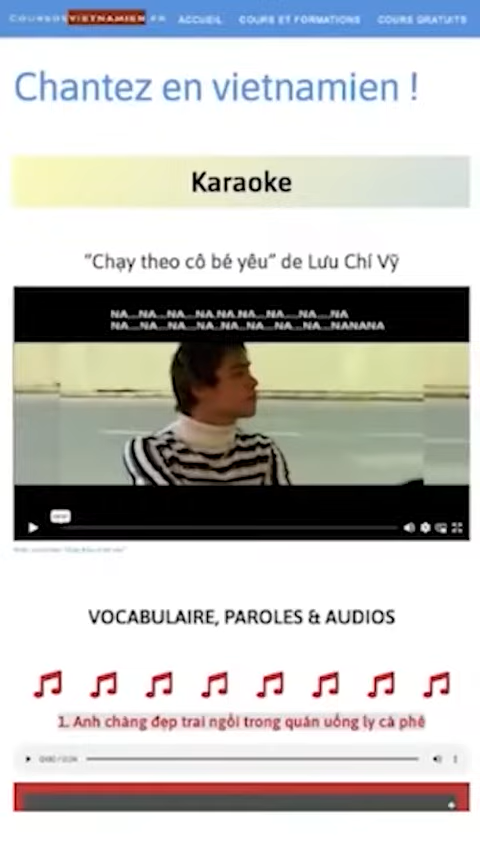 COURSDEVIETNAMIEN.FR ACCUEIL COURS ET FORMATIONS COURS GRATUITS
Chantez en vietnamien !
Karaoke
“Chạy theo cô bé yêu” de Lưu Chí Vỹ
NA...NA...NA...NA.NA.NA...NA...NA...NA
NA...NA...NA...NA...NA...NA...NA...NA...NANANA
VOCABULAIRE, PAROLES & AUDIOS
1. Anh chàng đẹp trai ngồi trong quán uống ly cà phê